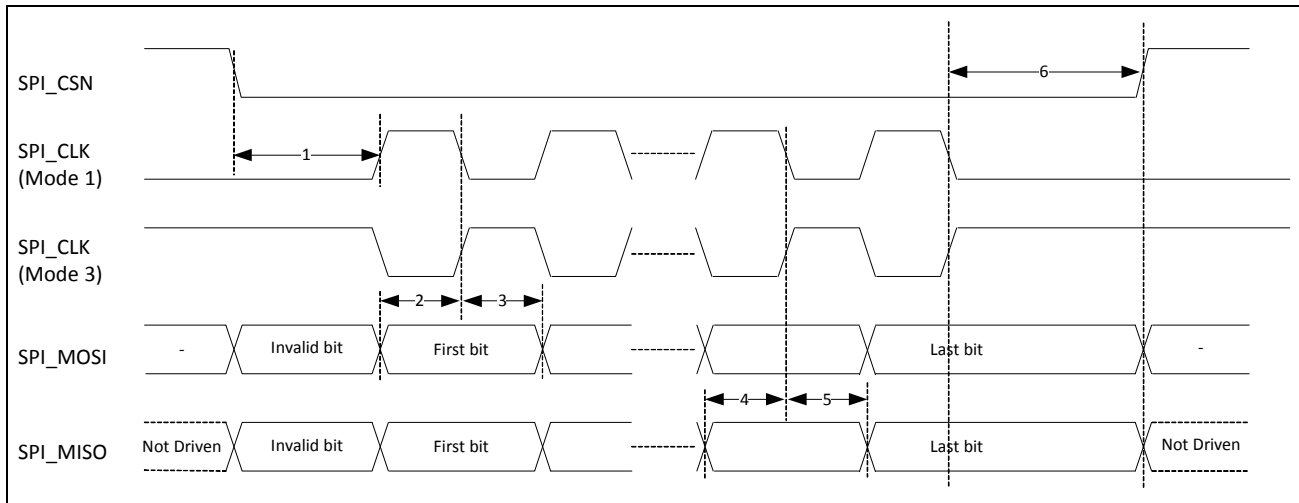 SPI_CSN
6
SPI_CLK
(Mode 1)
1
SPI_CLK
(Mode 3)
2
3
SPI_MOSI
-
Invalid bit
First bit
Last bit
-
4
5
SPI_MISO
Not Driven
Invalid bit
First bit
Last bit
Not Driven